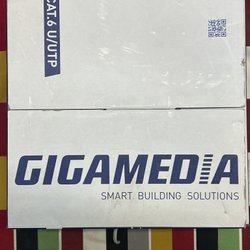 CAT.6 U/UTP
GIGAMEDIA
SMART BUILDING SOLUTIONS